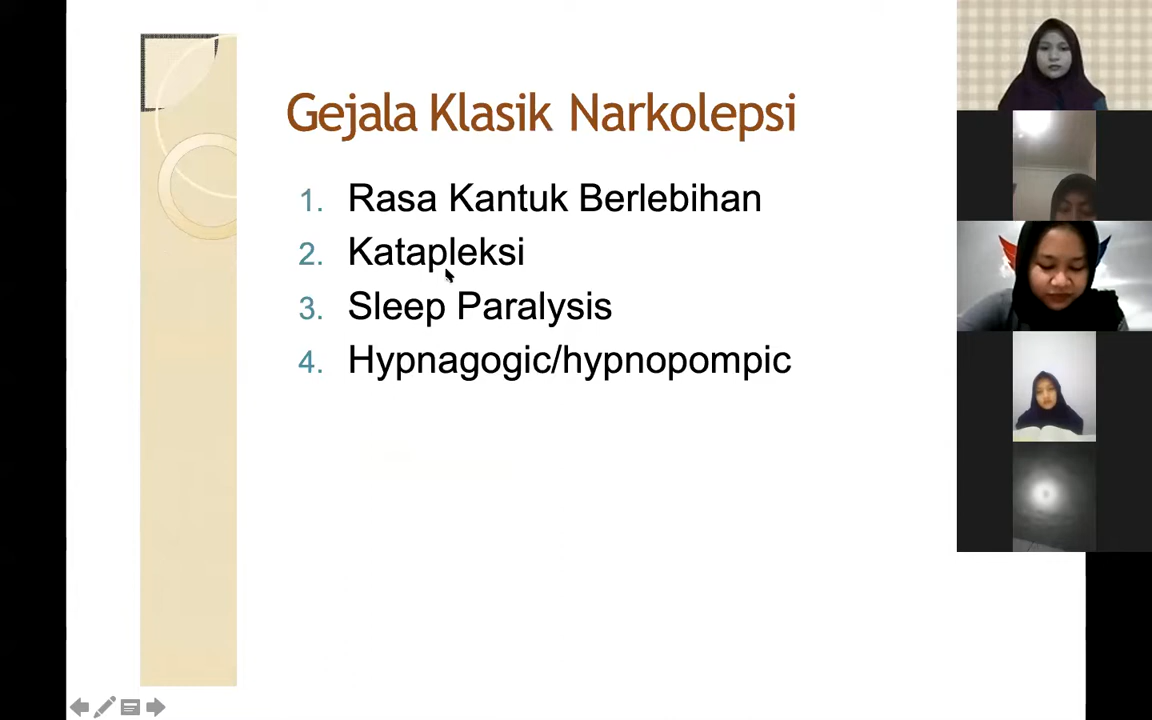 Gejala Klasik Narkolepsi
1. Rasa Kantuk Berlebihan
2. Katapleksi
3. Sleep Paralysis
4. Hypnagogic/hypnopompic